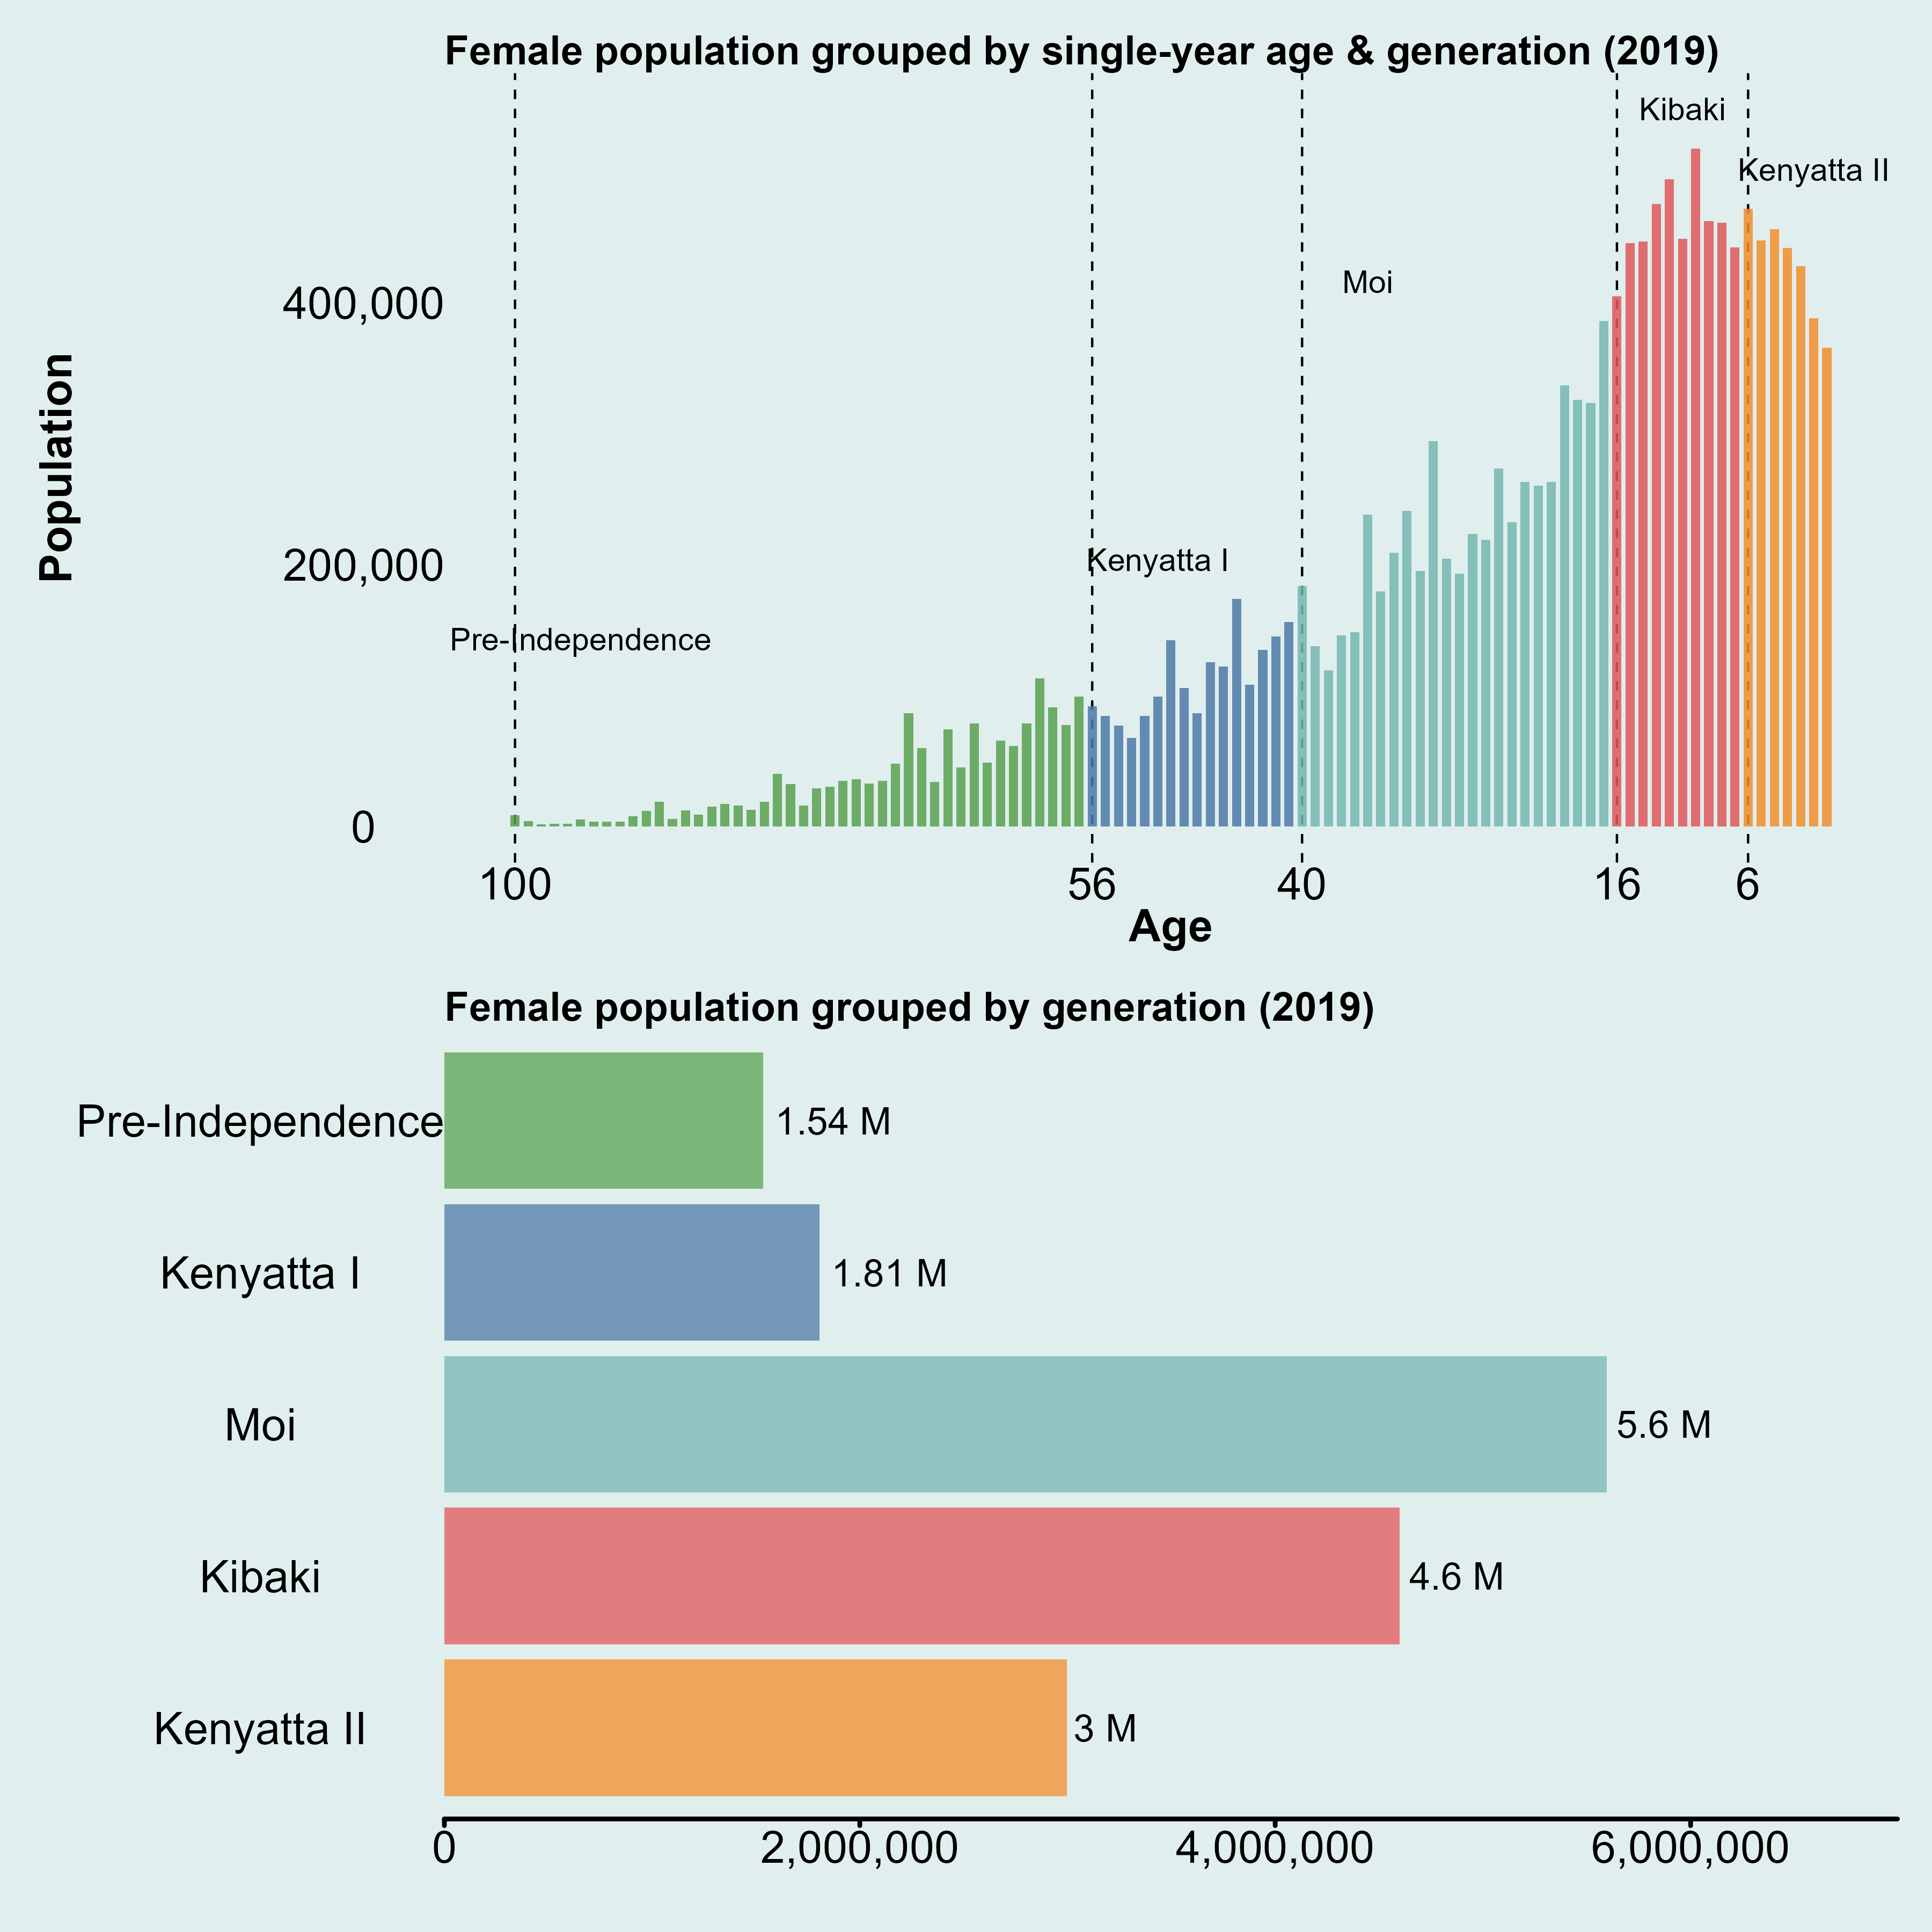 Female population grouped by single-year age & generation (2019)
Kibaki
Kenyatta II
Moi
Kenyatta I
Pre-Independence
Population
400,000
200,000
0
100 56 40 16 6
Age
Female population grouped by generation (2019)
Pre-Independence 1.54 M
Kenyatta I 1.81 M
Moi 5.6 M
Kibaki 4.6 M
Kenyatta II 3 M
0 2,000,000 4,000,000 6,000,000